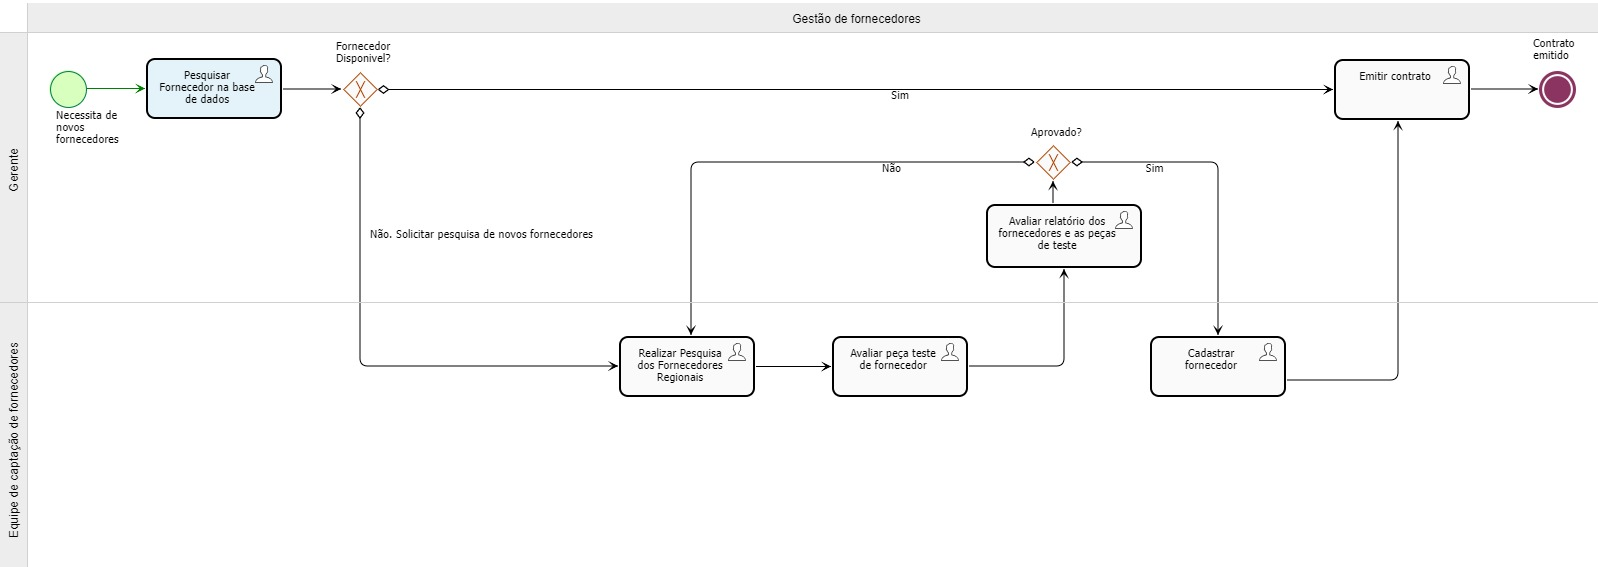 Gestão de fornecedores
Gerente
Necessita de
novos
fornecedores
Pesquisar
Fornecedor na base
de dados
Fornecedor
Disponivel?
Sim
Não. Solicitar pesquisa de novos fornecedores
Emitir contrato
Contrato
emitido
Aprovado?
Não
Sim
Avaliar relatório dos
fornecedores e as peças
de teste
Equipe de captação de fornecedores
Realizar Pesquisa
dos Fornecedores
Regionais
Avaliar peça teste
de fornecedor
Cadastrar
fornecedor